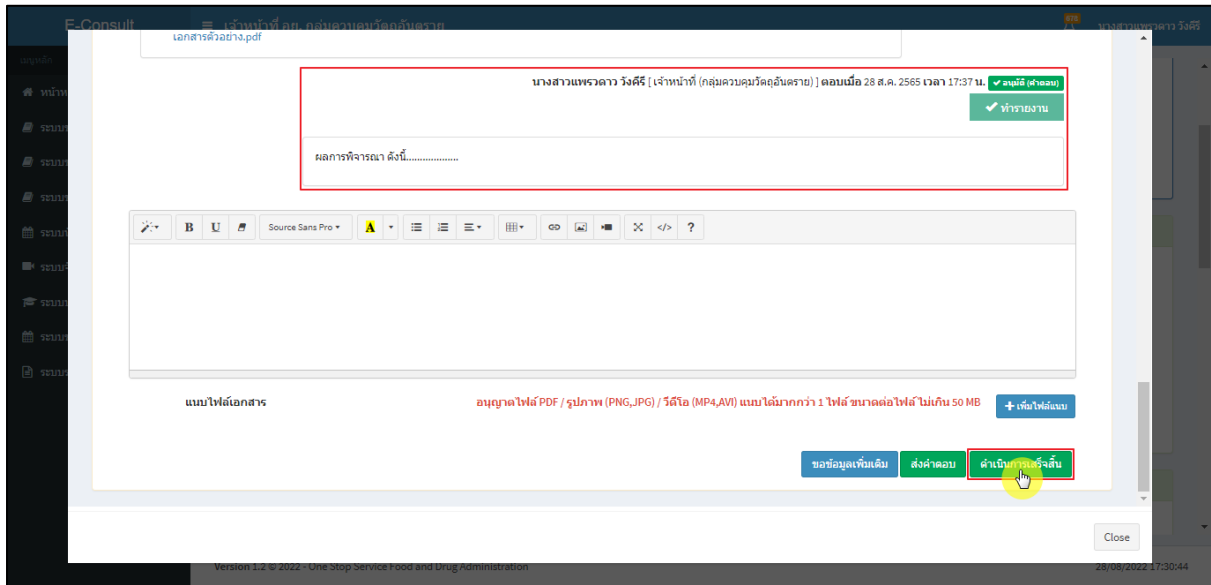 E-Consult
เจ้าหน้าที่ อย. กลุ่มควบคุมวัตถุอันตราย
675
นางสาวแพรวดาว วังคีรี
เมนูหลัก
เอกสารตัวอย่าง.pdf
นางสาวแพรวดาว วังคีรี [ เจ้าหน้าที่ (กลุ่มควบคุมวัตถุอันตราย) ] ตอบเมื่อ 28 ส.ค. 2565 เวลา 17:37 น. อนุมัติ (คำตอบ)
ทำรายงาน
ผลการพิจารณา ดังนี้...................
B U Source Sans Pro A </> ?
แนบไฟล์เอกสาร
อนุญาตไฟล์ PDF / รูปภาพ (PNG,JPG) / วีดีโอ (MP4,AVI) แนบได้มากกว่า 1 ไฟล์ ขนาดต่อไฟล์ ไม่เกิน 50 MB
+ เพิ่มไฟล์แนบ
ขอข้อมูลเพิ่มเติม ส่งคำตอบ ดำเนินการเสร็จสิ้น
Close
Version 1.2 © 2022 - One Stop Service Food and Drug Administration
28/08/2022 17:30:44